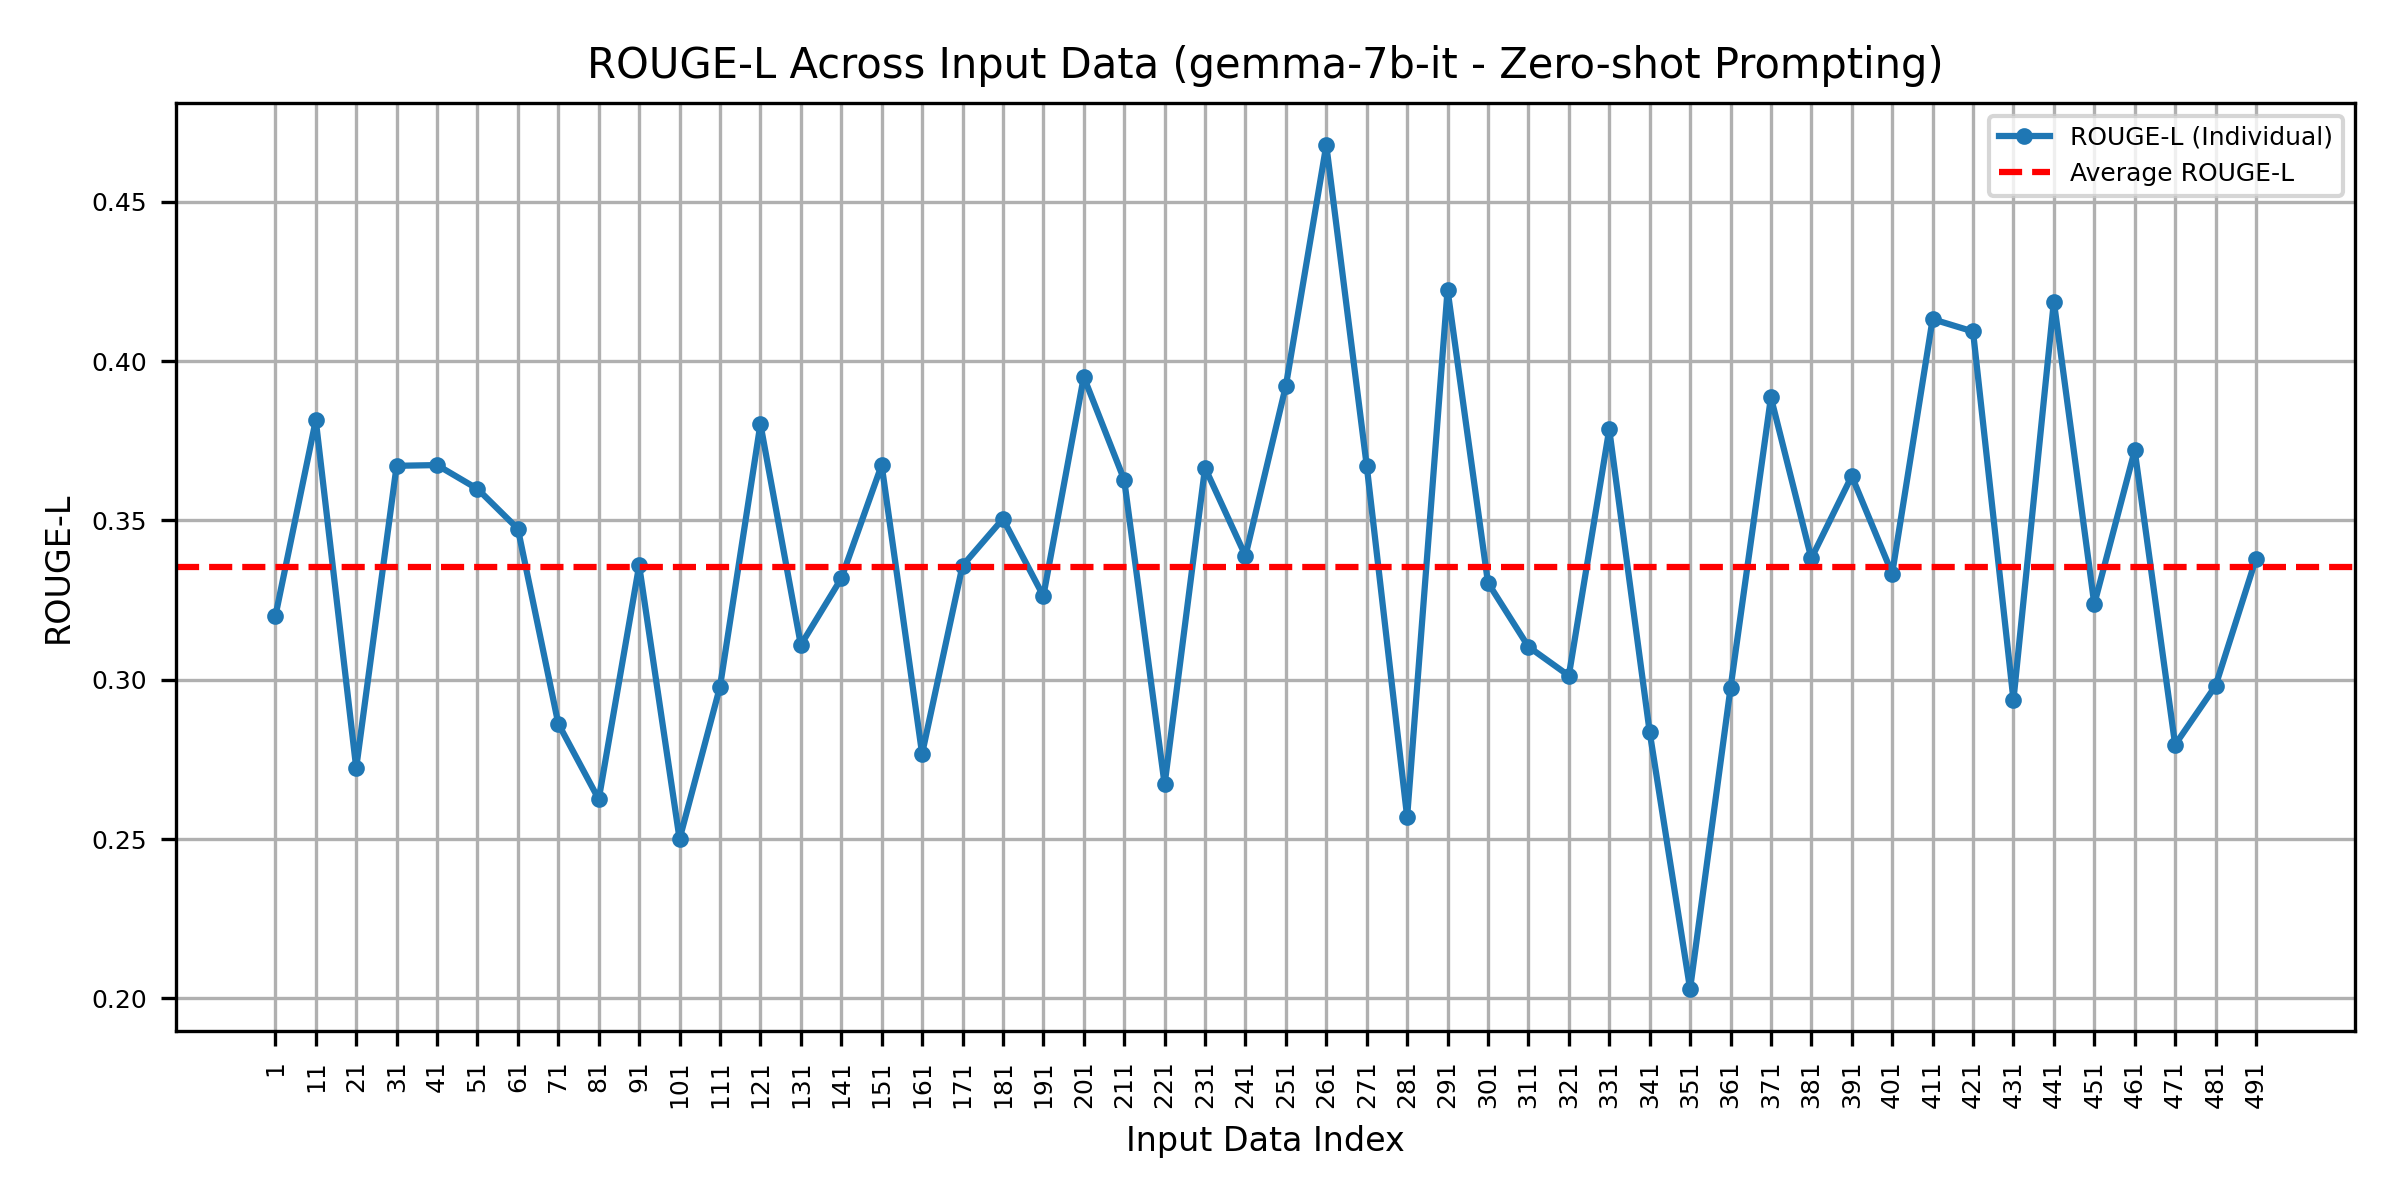 ROUGE-L Across Input Data (gemma-7b-it - Zero-shot Prompting)
ROUGE-L (Individual)
Average ROUGE-L
ROUGE-L
0.45
0.40
0.35
0.30
0.25
0.20
1 11 21 31 41 51 61 71 81 91 101 111 121 131 141 151 161 171 181 191 201 211 221 231 241 251 261 271 281 291 301 311 321 331 341 351 361 371 381 391 401 411 421 431 441 451 461 471 481 491
Input Data Index